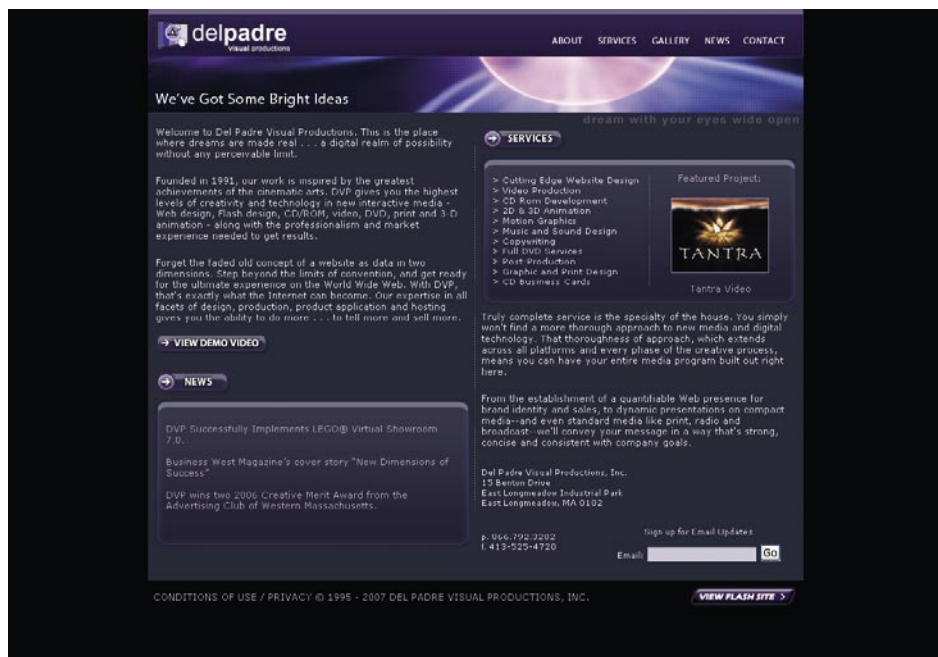 delpadre
visual productions
ABOUT SERVICES GALLERY NEWS CONTACT
We've Got Some Bright Ideas
dream with your eyes wide open
Welcome to Del Padre Visual Productions. This is the place
where dreams are made real . . . a digital realm of possibility
without any perceivable limit.
Founded in 1991, our work is inspired by the greatest
achievements of the cinematic arts. DVP gives you the highest
levels of creativity and technology in new interactive media -
Web design, Flash design, CD/ROM, video, DVD, print and 3-D
animation - along with the professionalism and market
experience needed to get results.
Forget the faded old concept of a website as data in two
dimensions. Step beyond the limits of convention, and get ready
for the ultimate experience on the World Wide Web. With DVP,
that's exactly what the Internet can become. Our expertise in all
facets of design, production, product application and hosting
gives you the ability to do more . . . to tell more and sell more.
VIEW DEMO VIDEO
NEWS
DVP Successfully Implements LEGO® Virtual Showroom
7.0.
Business West Magazine's cover story "New Dimensions of
Success"
DVP wins two 2006 Creative Merit Award from the
Advertising Club of Western Massachusetts.
SERVICES
> Cutting Edge Website Design
> Video Production
> CD Rom Development
> 2D & 3D Animation
> Motion Graphics
> Music and Sound Design
> Copywriting
> Full DVD Services
> Post-Production
> Graphic and Print Design
> CD Business Cards
Featured Project:
TANTRA
Tantra Video
Truly complete service is the specialty of the house. You simply
won't find a more thorough approach to new media and digital
technology. That thoroughness of approach, which extends
across all platforms and every phase of the creative process,
means you can have your entire media program built out right
here.
From the establishment of a quantifiable Web presence for
brand identity and sales, to dynamic presentations on compact
media--and even standard media like print, radio and
broadcast--we'll convey your message in a way that's strong,
concise and consistent with company goals.
Del Padre Visual Productions, Inc.
15 Benton Drive
East Longmeadow Industrial Park
East Longmeadow, MA 0102
p.
f. 413-525-4720
Sign up for Email Updates
Email: Go
CONDITIONS OF USE / PRIVACY © 1995 - 2007 DEL PADRE VISUAL PRODUCTIONS, INC.
VIEW FLASH SITE >